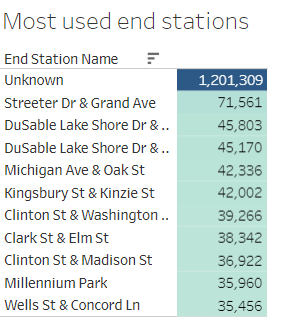 Most used end stations
End Station Name
Unknown 1,201,309
Streeter Dr & Grand Ave 71,561
DuSable Lake Shore Dr & .. 45,803
DuSable Lake Shore Dr & .. 45,170
Michigan Ave & Oak St 42,336
Kingsbury St & Kinzie St 42,002
Clinton St & Washington .. 39,266
Clark St & Elm St 38,342
Clinton St & Madison St 36,922
Millennium Park 35,960
Wells St & Concord Ln 35,456